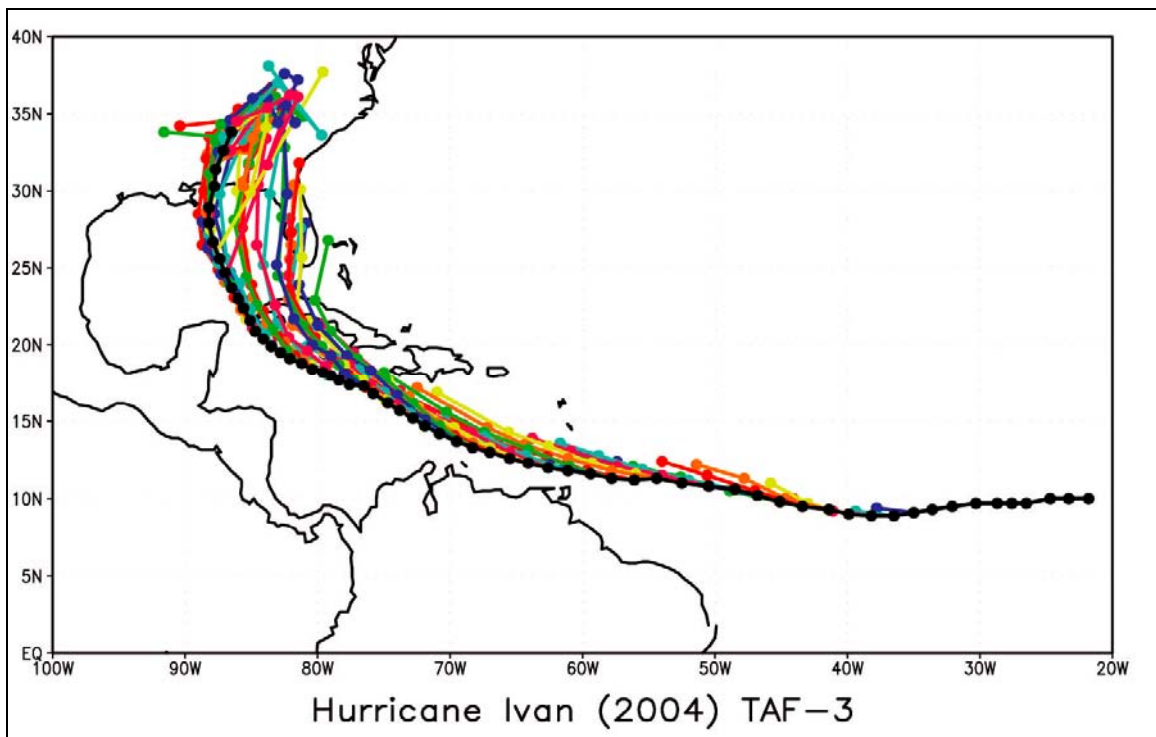 40N
35N
30N
25N
20N
15N
10N
5N
EQ
100W 90W 80W 70W 60W 50W 40W 30W 20W
Hurricane Ivan (2004) TAF-3